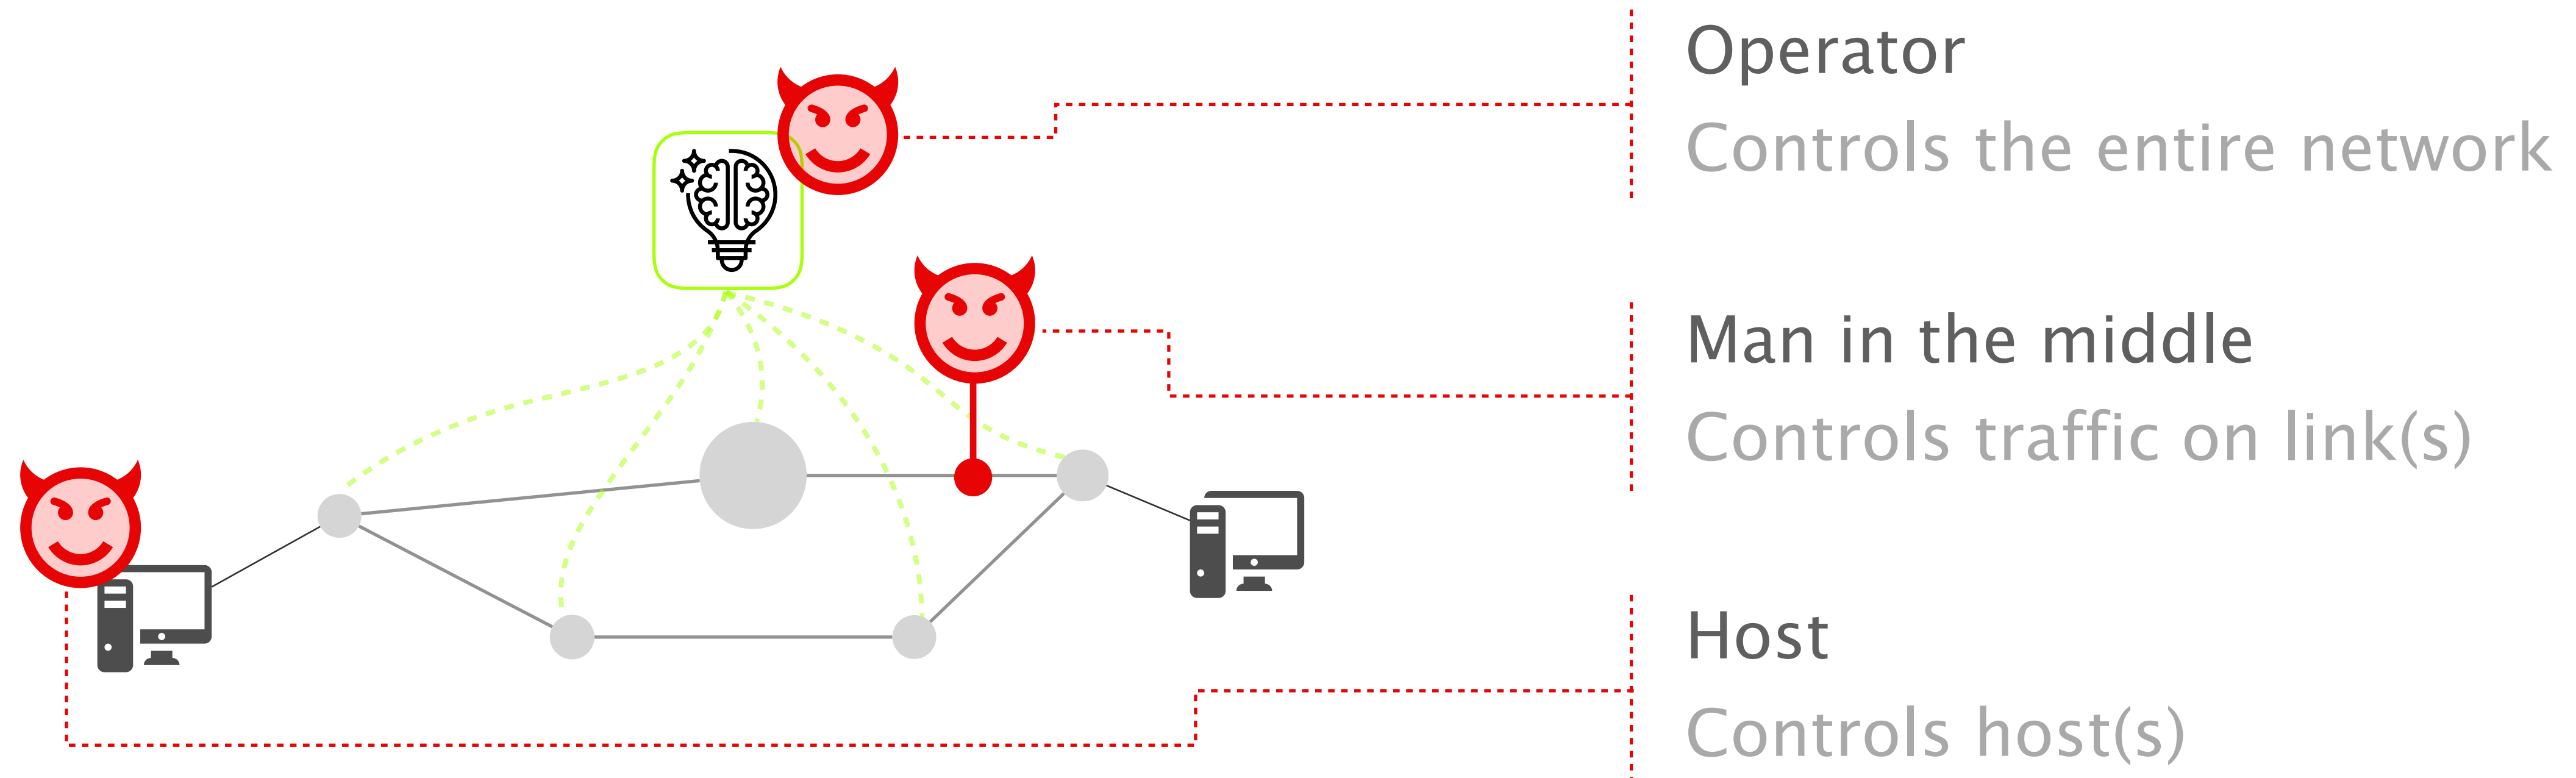 Operator
Controls the entire network
Man in the middle
Controls traffic on link(s)
Host
Controls host(s)